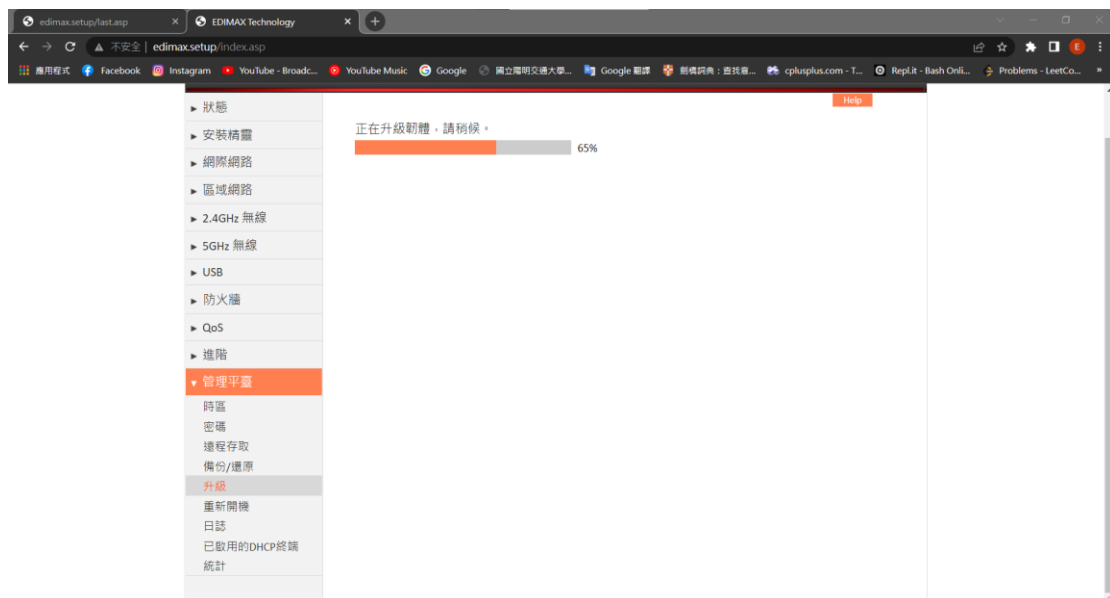 edimax.setup/last.asp
EDIMAX Technology
不安全 edimax.setup/index.asp
應用程式 Facebook Instagram YouTube - Broadc... YouTube Music Google 國立陽明交通大學... Google 翻譯 劍橋詞典：查找意... cplusplus.com - T... Repl.it - Bash Onli... Problems - LeetCo... »
Help
狀態
正在升級韌體，請稍候。
65%
安裝精靈
網際網路
區域網路
2.4GHz 無線
5GHz 無線
USB
防火牆
QoS
進階
管理平臺
時區
密碼
遠程存取
備份/還原
升級
重新開機
日誌
已啟用的DHCP終端
統計